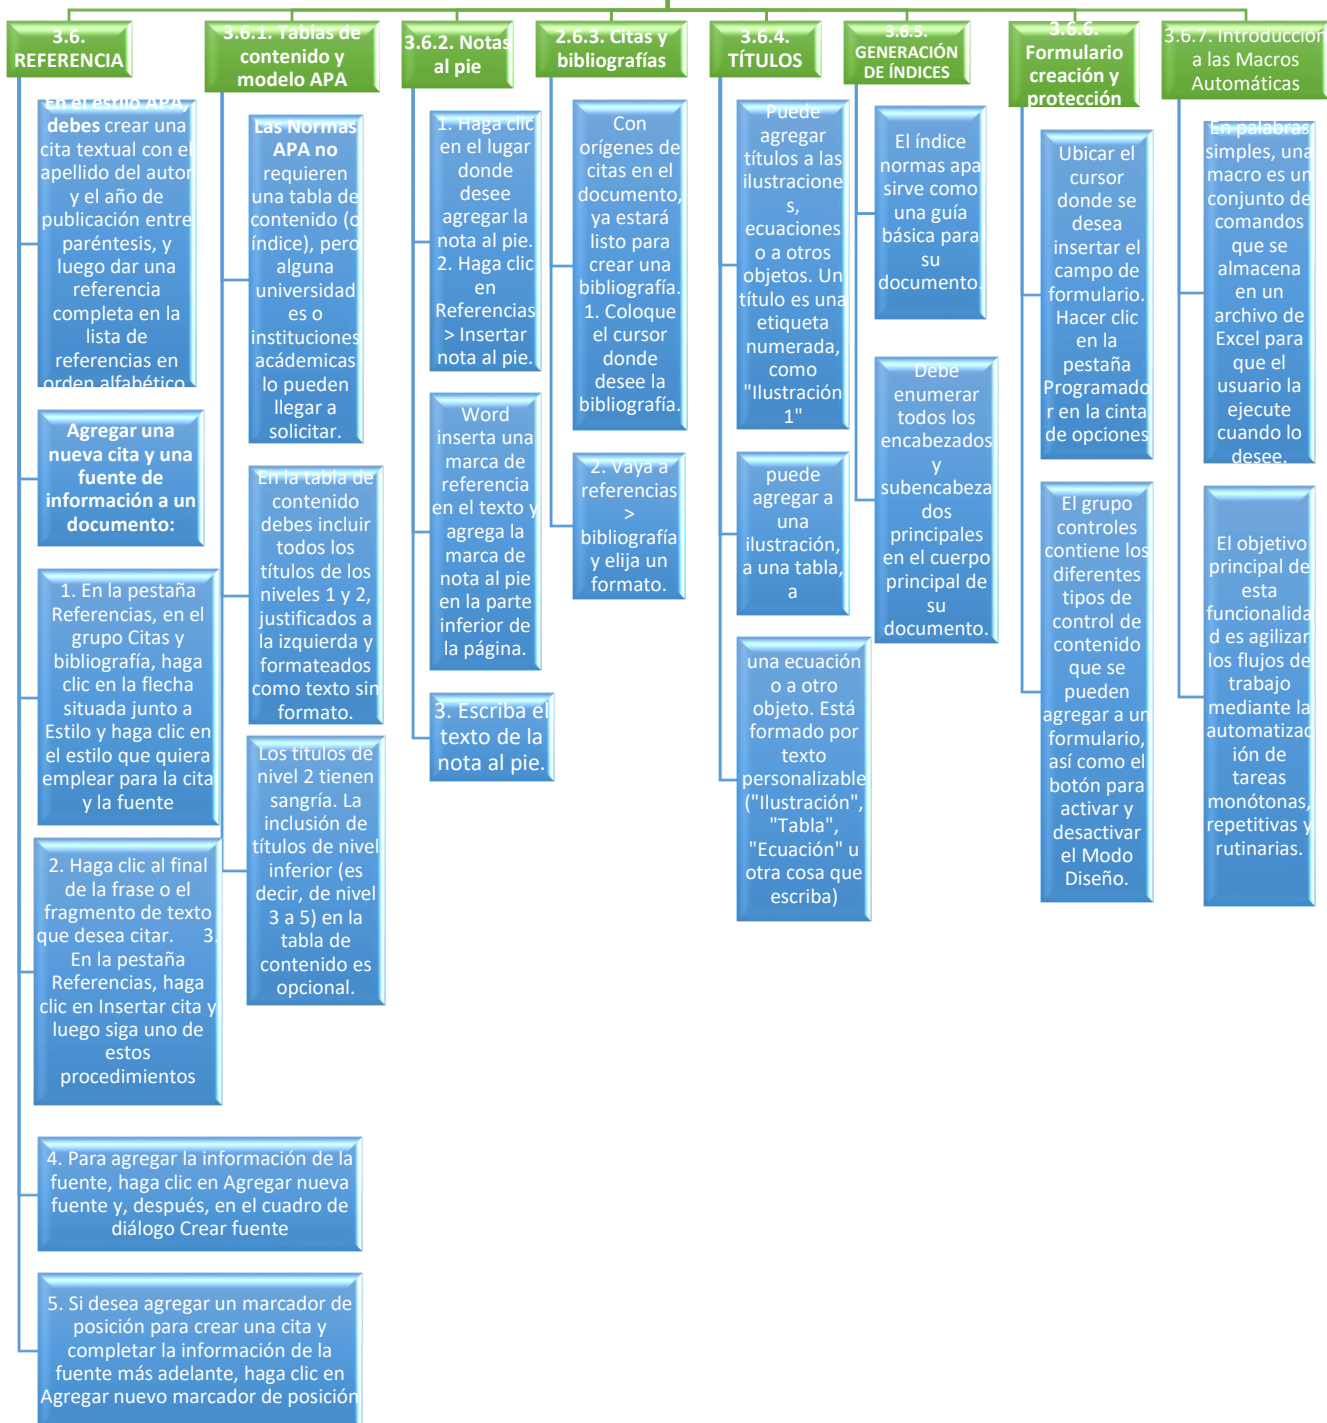 3.6.
REFERENCIA
En el estilo APA,
debes crear una
cita textual con el
apellido del autor
y el año de
publicación entre
paréntesis, y
luego dar una
referencia
completa en la
lista de
referencias en
orden alfabético
Agregar una
nueva cita y una
fuente de
información a un
documento:
1. En la pestaña
Referencias, en el
grupo Citas y
bibliografía, haga
clic en la flecha
situada junto a
Estilo y haga clic en
el estilo que quiera
emplear para la cita
y la fuente
2. Haga clic al final
de la frase o el
fragmento de texto
que desea citar. 3.
En la pestaña
Referencias, haga
clic en Insertar cita y
luego siga uno de
estos
procedimientos
4. Para agregar la información de la
fuente, haga clic en Agregar nueva
fuente y, después, en el cuadro de
diálogo Crear fuente
5. Si desea agregar un marcador de
posición para crear una cita y
completar la información de la
fuente más adelante, haga clic en
Agregar nuevo marcador de posición
3.6.1. Tablas de
contenido y
modelo APA
Las Normas
APA no
requieren
una tabla de
contenido (o
índice), pero
alguna
universidad
es o
instituciones
acádemicas
lo pueden
llegar a
solicitar.
En la tabla de
contenido
debes incluir
todos los
títulos de los
niveles 1 y 2,
justificados a
la izquierda y
formateados
como texto sin
formato.
Los títulos de
nivel 2 tienen
sangría. La
inclusión de
títulos de nivel
inferior (es
decir, de nivel
3 a 5) en la
tabla de
contenido es
opcional.
3.6.2. Notas
al pie
1. Haga clic
en el lugar
donde
desee
agregar la
nota al pie.
2. Haga clic
en
Referencias
> Insertar
nota al pie.
Word
inserta una
marca de
referencia
en el texto y
agrega la
marca de
nota al pie
en la parte
inferior de
la página.
3. Escriba el
texto de la
nota al pie.
2.6.3. Citas y
bibliografías
Con
orígenes de
citas en el
documento,
ya estará
listo para
crear una
bibliografía.
1. Coloque
el cursor
donde
desee la
bibliografía.
2. Vaya a
referencias
>
bibliografía
y elija un
formato.
3.6.4.
TÍTULOS
Puede
agregar
títulos a las
ilustracione
s,
ecuaciones
o a otros
objetos. Un
título es una
etiqueta
numerada,
como
"Ilustración
1"
puede
agregar a
una
ilustración,
a una tabla,
a
una ecuación
o a otro
objeto. Está
formado por
texto
personalizable
("Ilustración",
"Tabla",
"Ecuación" u
otra cosa que
escriba)
3.6.5.
GENERACIÓN
DE ÍNDICES
El índice
normas apa
sirve como
una guía
básica para
su
documento.
Debe
enumerar
todos los
encabezados
y
subencabeza
dos
principales
en el cuerpo
principal de
su
documento.
3.6.6.
Formulario
creación y
protección
Ubicar el
cursor
donde se
desea
insertar el
campo de
formulario.
Hacer clic
en la
pestaña
Programado
r en la cinta
de opciones
El grupo
controles
contiene los
diferentes
tipos de
control de
contenido
que se
pueden
agregar a un
formulario,
así como el
botón para
activar y
desactivar
el Modo
Diseño.
3.6.7. Introducción
a las Macros
Automáticas
En palabras
simples, una
macro es un
conjunto de
comandos
que se
almacena
en un
archivo de
Excel para
que el
usuario la
ejecute
cuando lo
desee.
El objetivo
principal de
esta
funcionalida
d es agilizar
los flujos de
trabajo
mediante la
automatizac
ión de
tareas
monótonas,
repetitivas y
rutinarias.